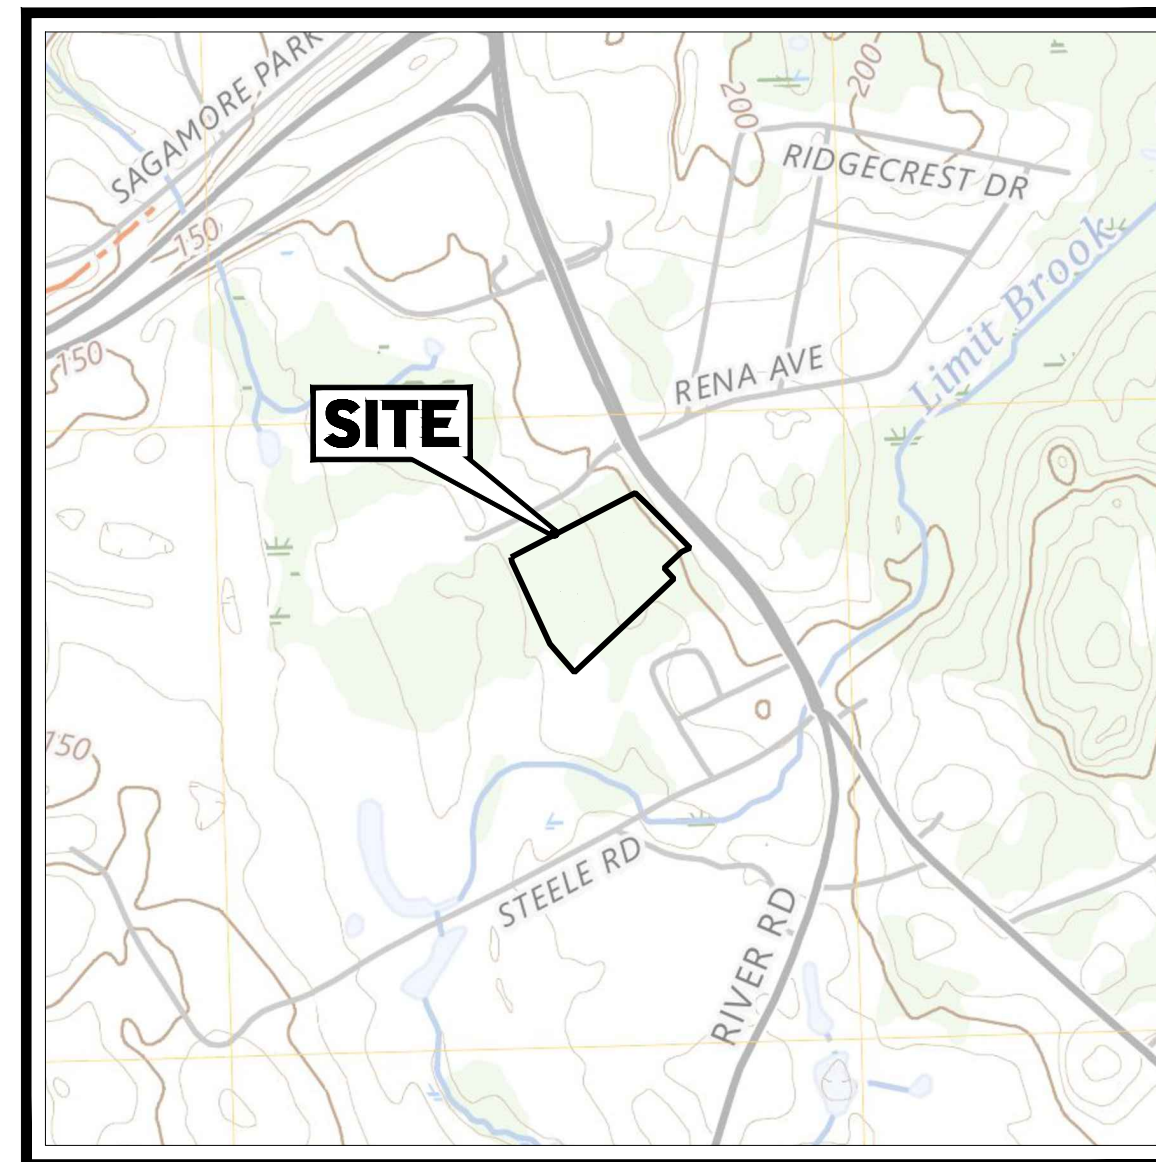 SAGAMORE PARK
200
200
RIDGECREST DR
150
Limit Brook
150
RENA AVE
SITE
150
STEELE RD
RIVER RD